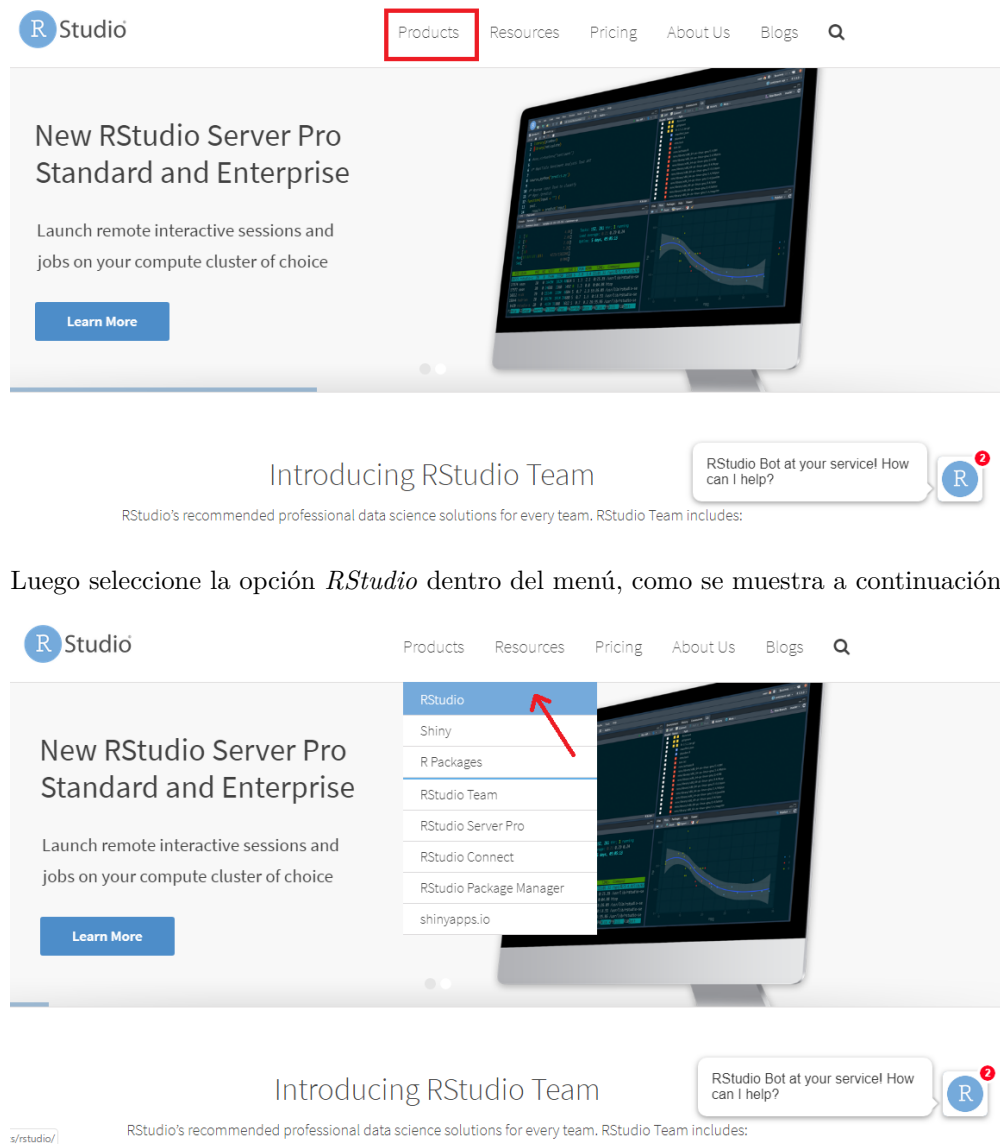 R Studio
Products Resources Pricing About Us Blogs
New RStudio Server Pro
Standard and Enterprise
Launch remote interactive sessions and
jobs on your compute cluster of choice
Learn More
Introducing RStudio Team
RStudio's recommended professional data science solutions for every team. RStudio Team includes:
RStudio Bot at your service! How
can I help?
R
2
Luego seleccione la opción RStudio dentro del menú, como se muestra a continuación
R Studio
Products Resources Pricing About Us Blogs
RStudio
Shiny
R Packages
RStudio Team
RStudio Server Pro
RStudio Connect
RStudio Package Manager
shinyapps.io
New RStudio Server Pro
Standard and Enterprise
Launch remote interactive sessions and
jobs on your compute cluster of choice
Learn More
Introducing RStudio Team
RStudio's recommended professional data science solutions for every team. RStudio Team includes:
RStudio Bot at your service! How
can I help?
R
2
s/rstudio/